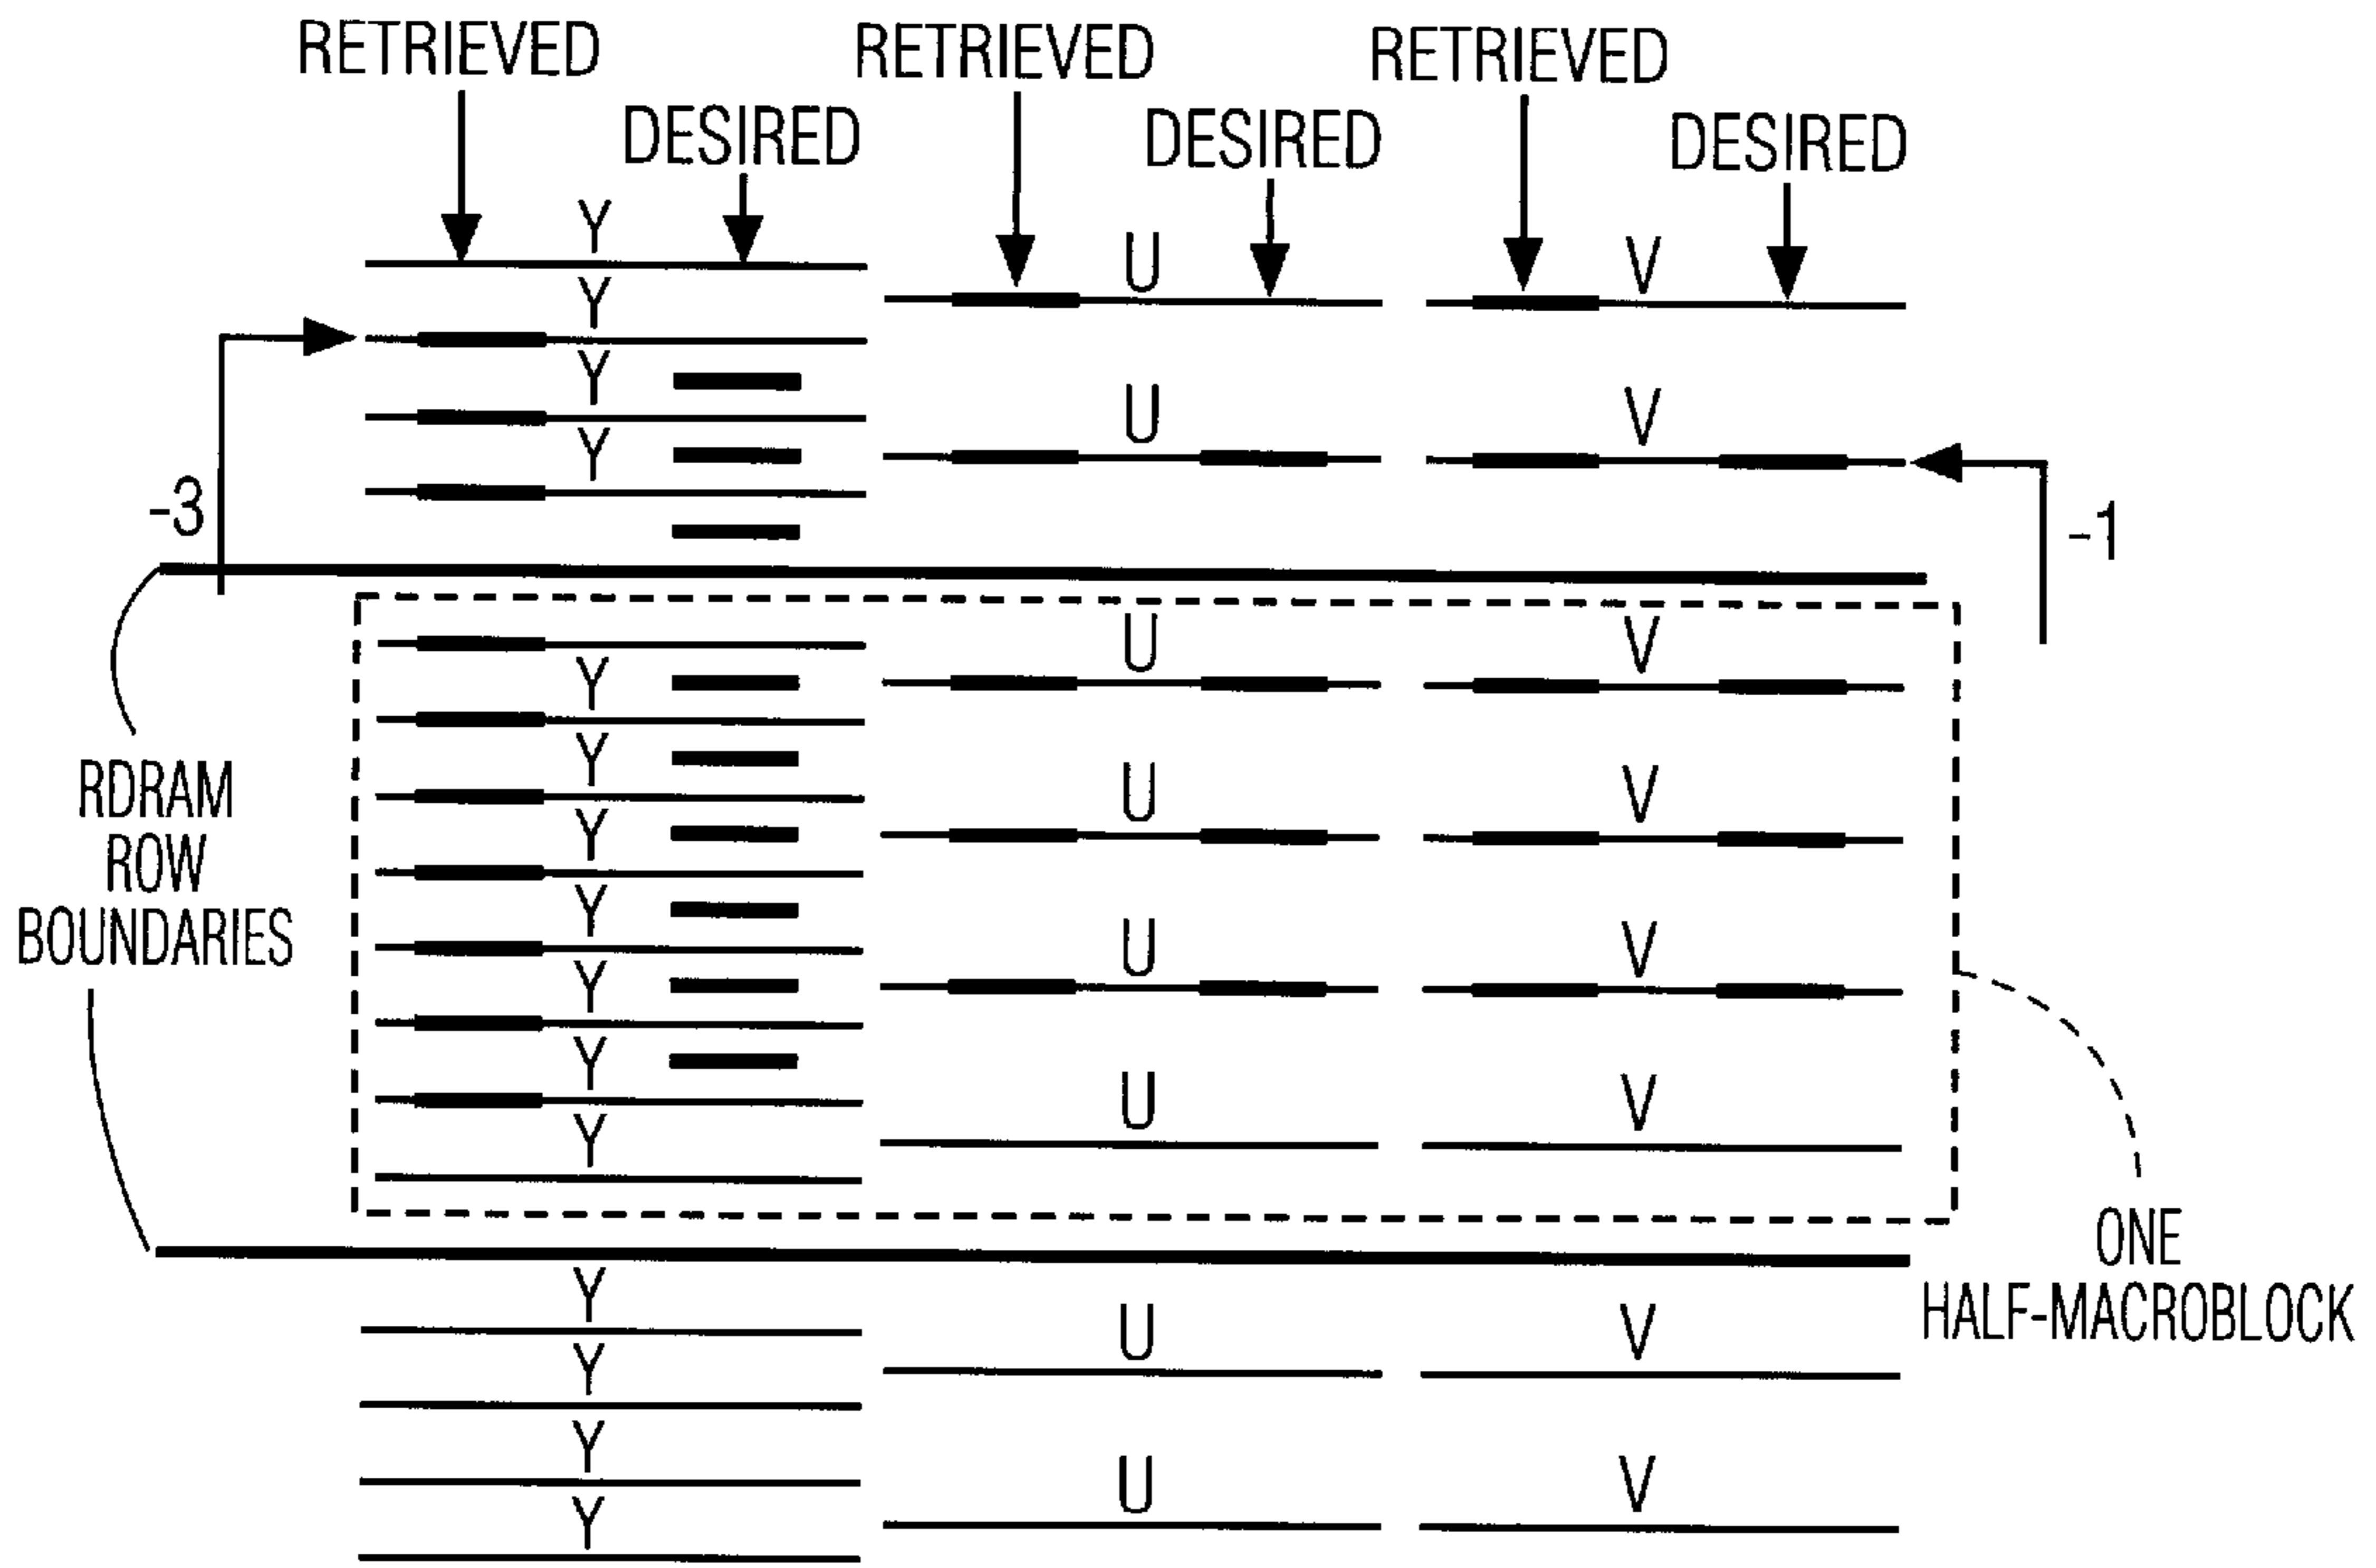 RETRIEVED RETRIEVED RETRIEVED
DESIRED DESIRED DESIRED
Y
Y U V
Y
Y U V
-3 -1
U V
Y
Y
U V
Y
RDRAM
ROW
BOUNDARIES
Y
U V
Y
Y
U V
Y
ONE
HALF-MACROBLOCK
Y
U V
Y
Y
U V
Y